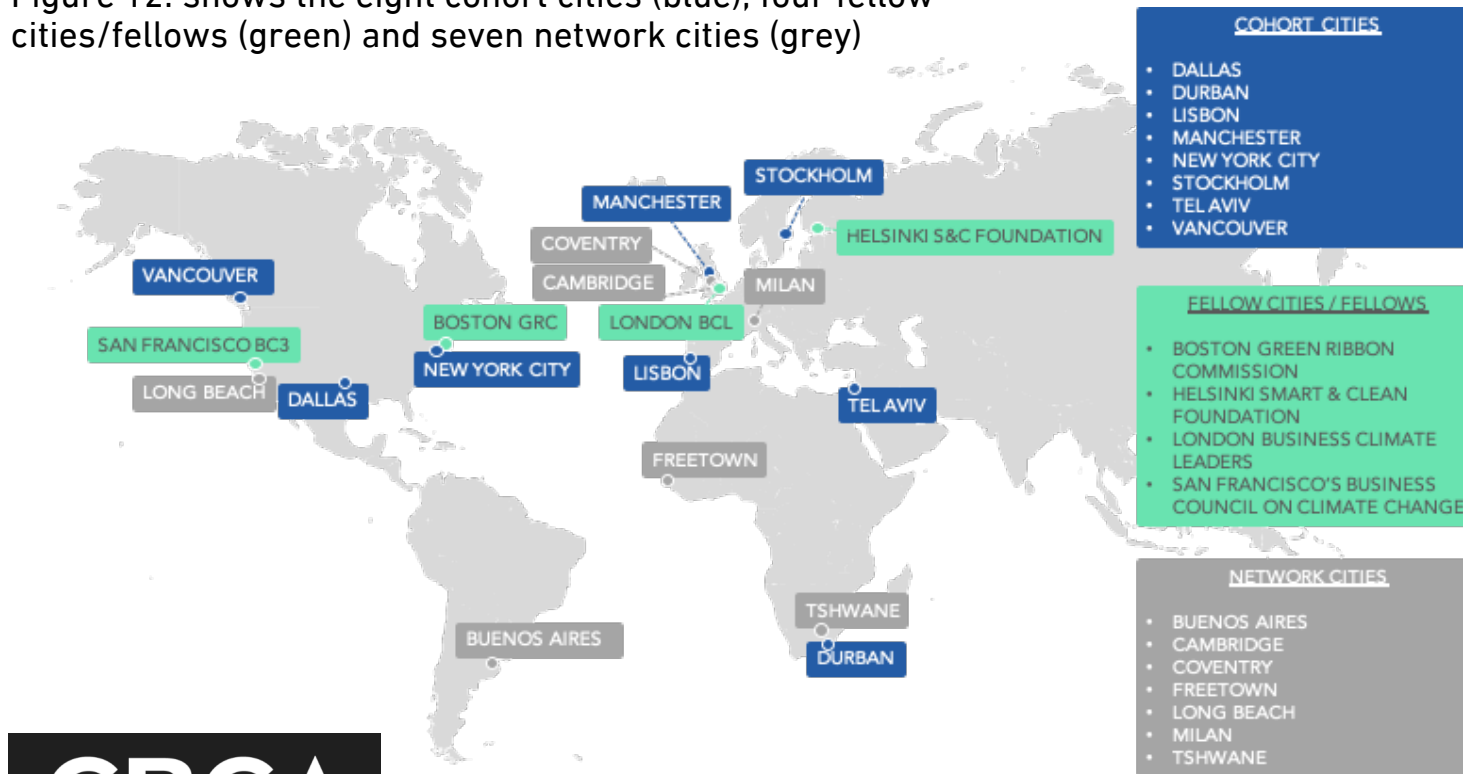 Figure 12: Shows the eight cohort cities (blue), four fellow
cities/fellows (green) and seven network cities (grey)
COHORT CITIES
• DALLAS
• DURBAN
• LISBON
• MANCHESTER
• NEW YORK CITY
• STOCKHOLM
• TEL AVIV
• VANCOUVER
STOCKHOLM
MANCHESTER
COVENTRY
HELSINKI S&C FOUNDATION
CAMBRIDGE
MILAN
VANCOUVER
BOSTON GRC
LONDON BCL
SAN FRANCISCO BC3
NEW YORK CITY
LISBON
LONG BEACH
DALLAS
TEL AVIV
FREETOWN
TSHWANE
BUENOS AIRES
DURBAN
FELLOW CITIES / FELLOWS
• BOSTON GREEN RIBBON
COMMISSION
• HELSINKI SMART & CLEAN
FOUNDATION
• LONDON BUSINESS CLIMATE
LEADERS
• SAN FRANCISCO'S BUSINESS
COUNCIL ON CLIMATE CHANGE
NETWORK CITIES
• BUENOS AIRES
• CAMBRIDGE
• COVENTRY
• FREETOWN
• LONG BEACH
• MILAN
• TSHWANE